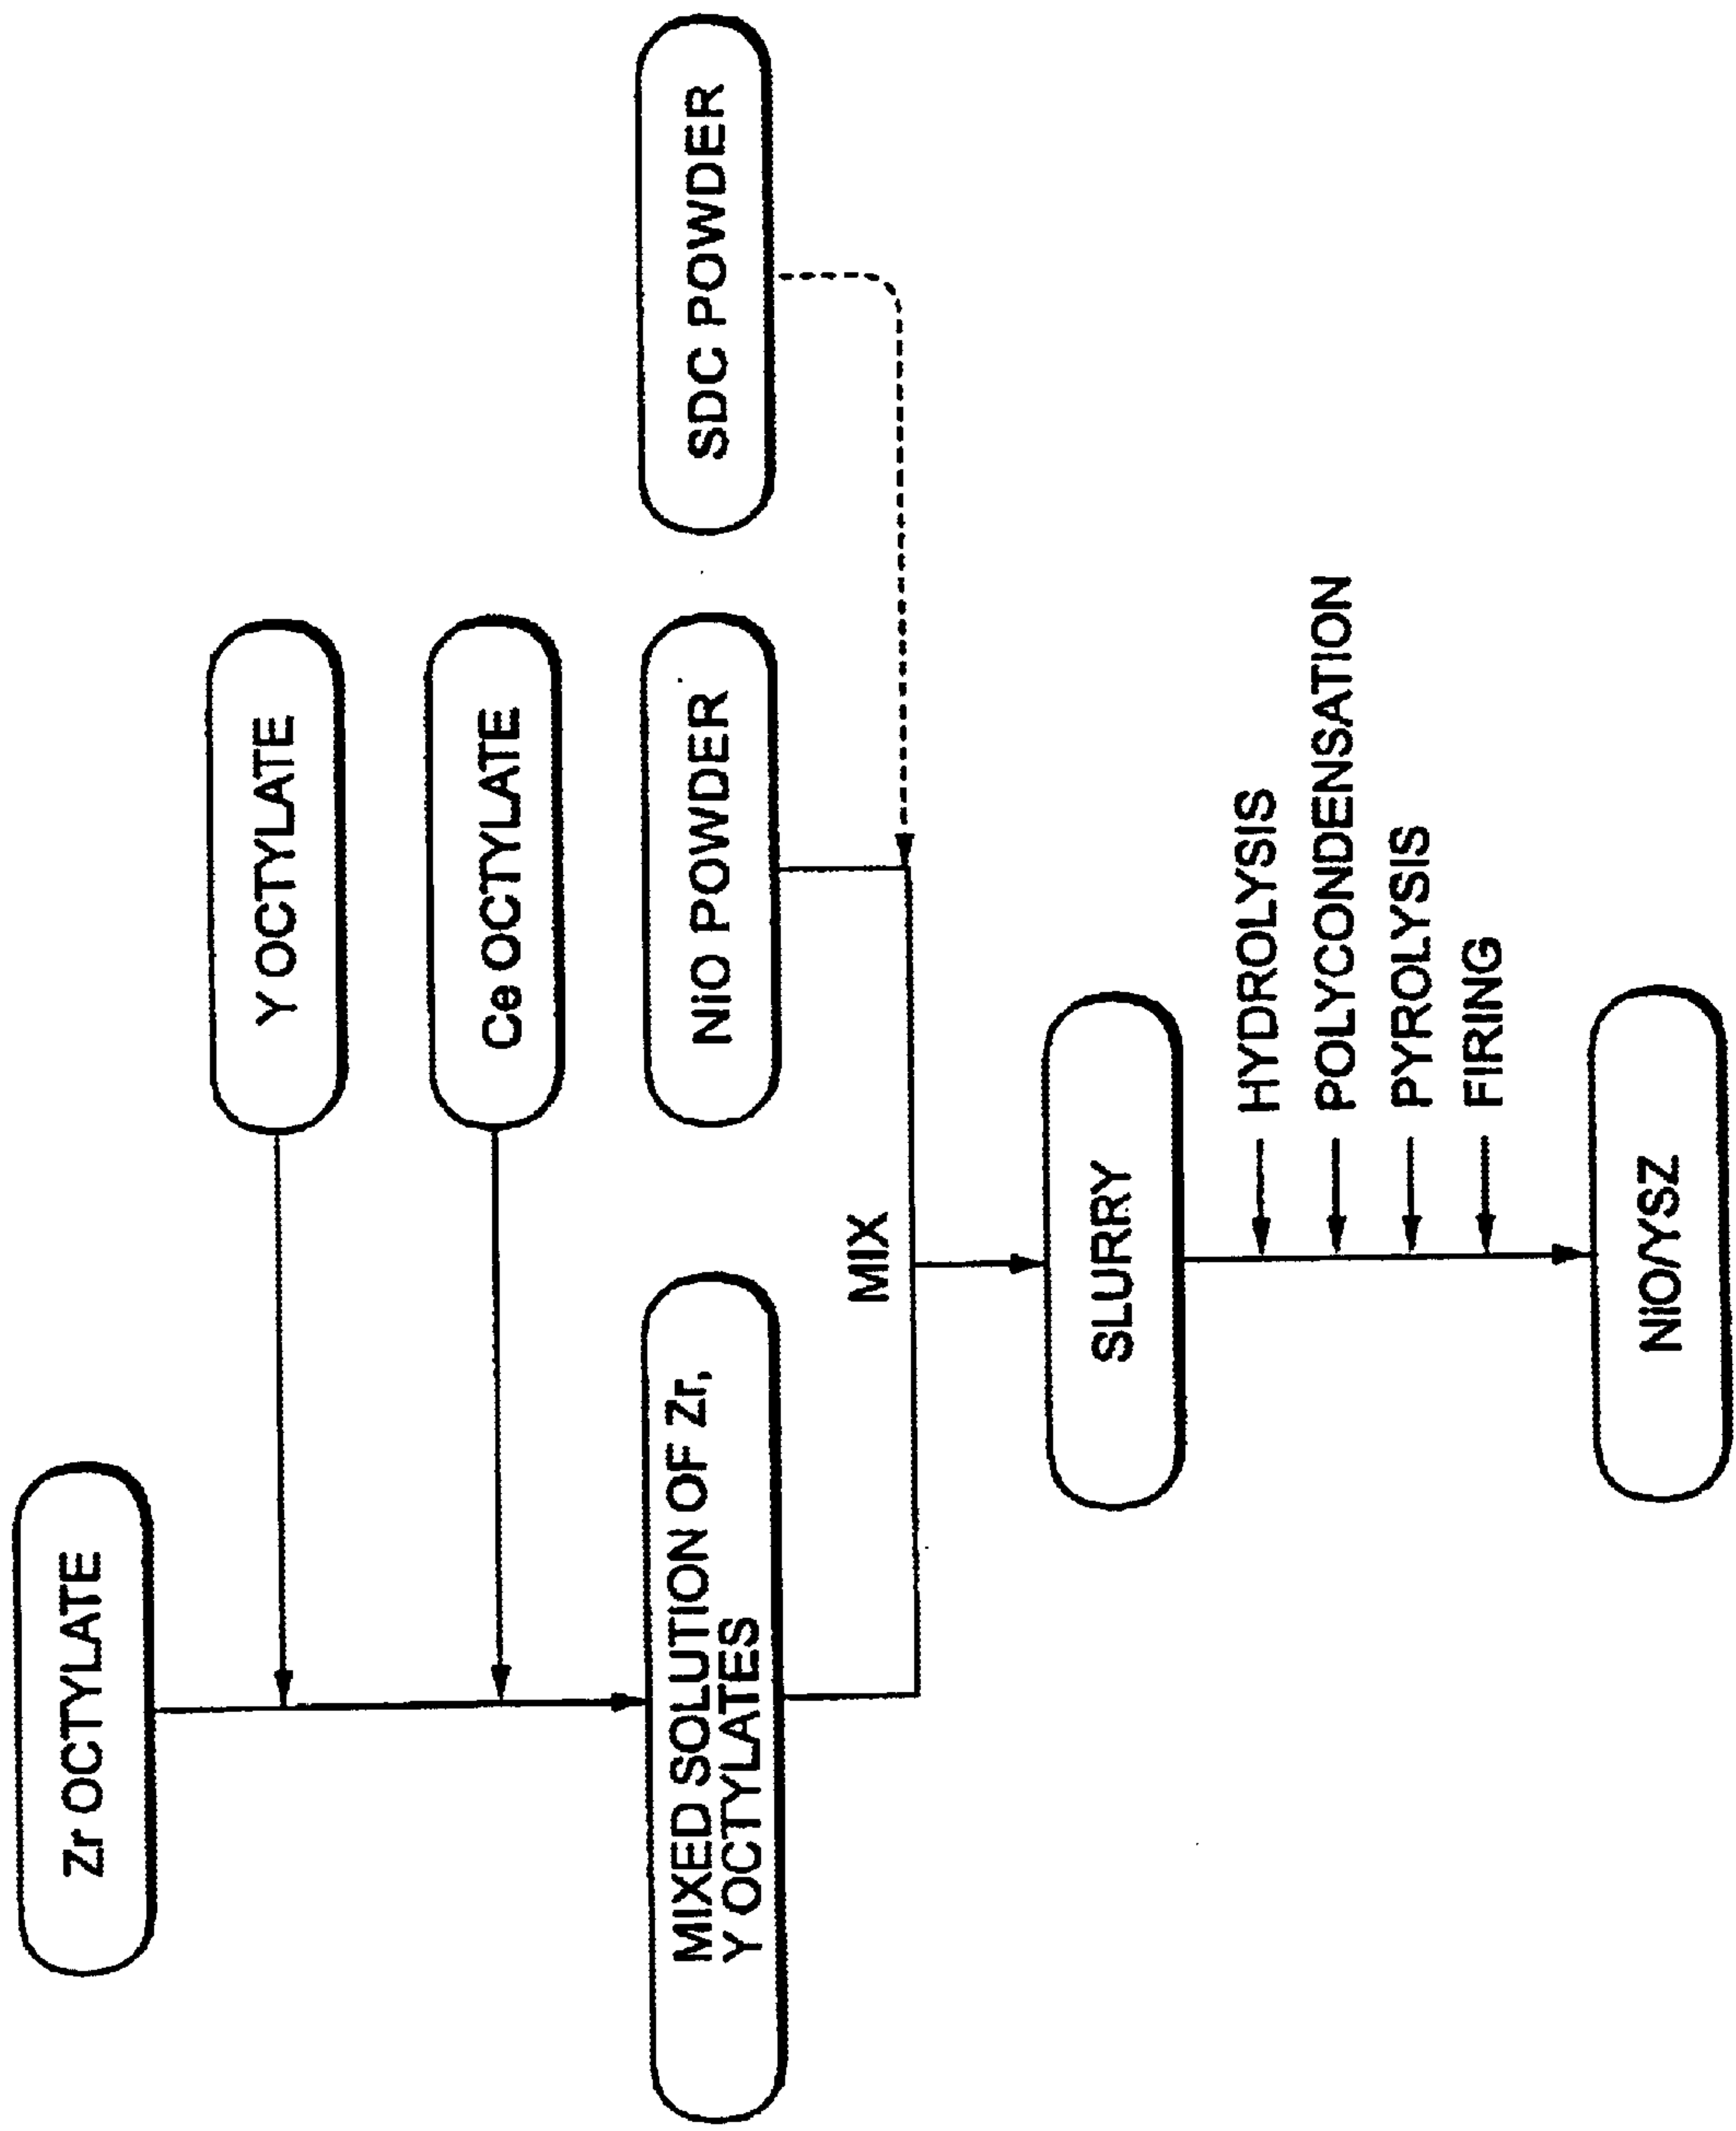 Zr OCTYLATE
Y OCTYLATE
Ce OCTYLATE
MIXED SOLUTION OF Zr,
Y OCTYLATES
NiO POWDER
SDC POWDER
MIX
SLURRY
HYDROLYSIS
POLYCONDENSATION
PYROLYSIS
FIRING
NiO/YSZ